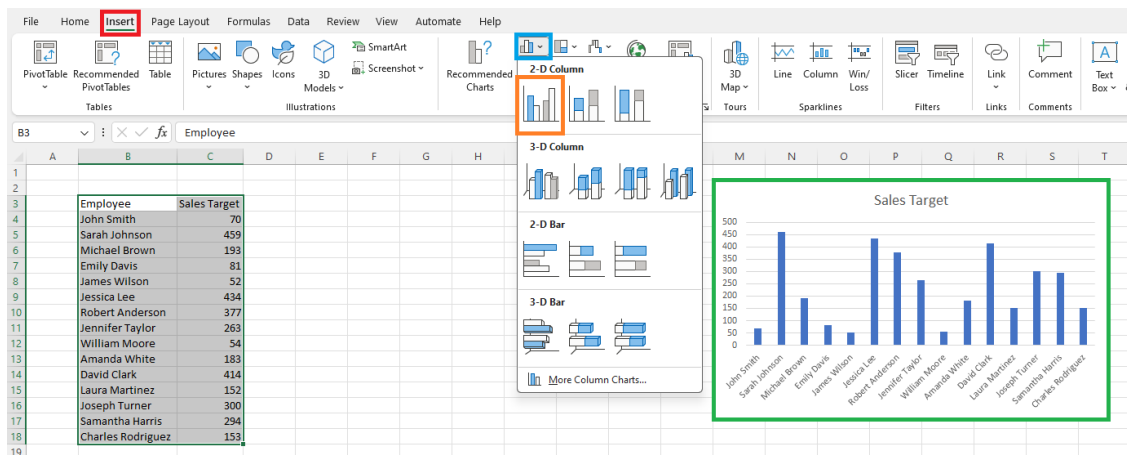 File Home Insert Page Layout Formulas Data Review View Automate Help
PivotTable Recommended PivotTables Table
Pictures Shapes Icons 3D Models SmartArt Screenshot
Recommended Charts
3D Map Line Column Win/Loss Slicer Timeline Link Comment Text Box
Tables Illustrations Tours Sparklines Filters Links Comments
2-D Column
3-D Column
2-D Bar
3-D Bar
More Column Charts...
B3 fx Employee
A B C D E F G H M N O P Q R S T
1
2
3 Employee Sales Target
4 John Smith 70
5 Sarah Johnson 459
6 Michael Brown 193
7 Emily Davis 81
8 James Wilson 52
9 Jessica Lee 434
10 Robert Anderson 377
11 Jennifer Taylor 263
12 William Moore 54
13 Amanda White 183
14 David Clark 414
15 Laura Martinez 152
16 Joseph Turner 300
17 Samantha Harris 294
18 Charles Rodriguez 153
19
Sales Target
500
450
400
350
300
250
200
150
100
50
0
John Smith
Sarah Johnson
Michael Brown
Emily Davis
James Wilson
Jessica Lee
Robert Anderson
Jennifer Taylor
William Moore
Amanda White
David Clark
Laura Martinez
Joseph Turner
Samantha Harris
Charles Rodriguez